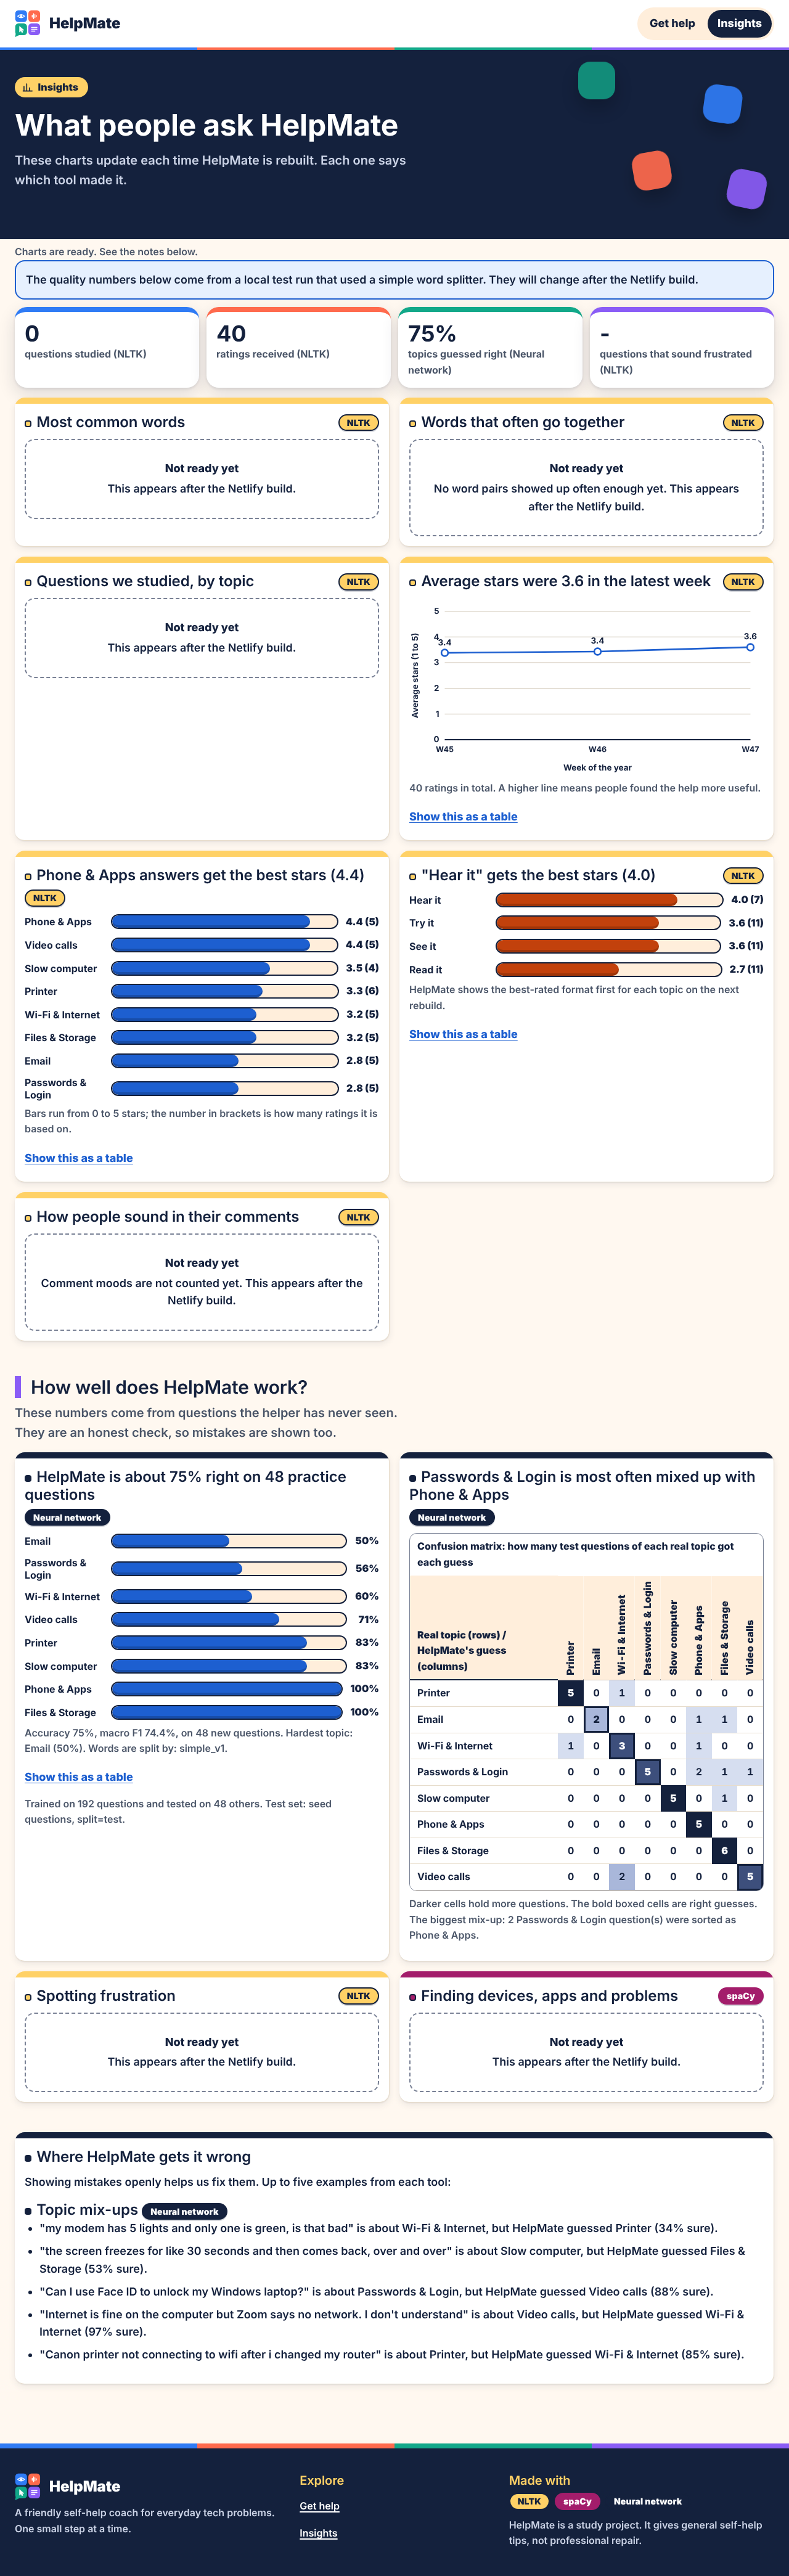 HelpMate
Get help
Insights
Insights
What people ask HelpMate
These charts update each time HelpMate is rebuilt. Each one says
which tool made it.
Charts are ready. See the notes below.
The quality numbers below come from a local test run that used a simple word splitter. They will change after the Netlify build.
0
questions studied (NLTK)
40
ratings received (NLTK)
75%
topics guessed right (Neural
network)
-
questions that sound frustrated
(NLTK)
Most common words
NLTK
Not ready yet
This appears after the Netlify build.
Words that often go together
NLTK
Not ready yet
No word pairs showed up often enough yet. This appears
after the Netlify build.
Questions we studied, by topic
NLTK
Not ready yet
This appears after the Netlify build.
Average stars were 3.6 in the latest week
NLTK
Average stars (1 to 5)
5
4
3
2
1
0
3.4
3.4
3.6
W45
W46
W47
Week of the year
40 ratings in total. A higher line means people found the help more useful.
Show this as a table
Phone & Apps answers get the best stars (4.4)
NLTK
Phone & Apps 4.4 (5)
Video calls 4.4 (5)
Slow computer 3.5 (4)
Printer 3.3 (6)
Wi-Fi & Internet 3.2 (5)
Files & Storage 3.2 (5)
Email 2.8 (5)
Passwords &
Login 2.8 (5)
Bars run from 0 to 5 stars; the number in brackets is how many ratings it is
based on.
Show this as a table
"Hear it" gets the best stars (4.0)
NLTK
Hear it 4.0 (7)
Try it 3.6 (11)
See it 3.6 (11)
Read it 2.7 (11)
HelpMate shows the best-rated format first for each topic on the next
rebuild.
Show this as a table
How people sound in their comments
NLTK
Not ready yet
Comment moods are not counted yet. This appears after the
Netlify build.
How well does HelpMate work?
These numbers come from questions the helper has never seen.
They are an honest check, so mistakes are shown too.
HelpMate is about 75% right on 48 practice
questions
Neural network
Email 50%
Passwords &
Login 56%
Wi-Fi & Internet 60%
Video calls 71%
Printer 83%
Slow computer 83%
Phone & Apps 100%
Files & Storage 100%
Accuracy 75%, macro F1 74.4%, on 48 new questions. Hardest topic:
Email (50%). Words are split by: simple_v1.
Show this as a table
Trained on 192 questions and tested on 48 others. Test set: seed
questions, split=test.
Passwords & Login is most often mixed up with
Phone & Apps
Neural network
Confusion matrix: how many test questions of each real topic got
each guess
Real topic (rows) /
HelpMate's guess
(columns)
Printer
Email
Wi-Fi & Internet
Passwords & Login
Slow computer
Phone & Apps
Files & Storage
Video calls
Printer 5 0 1 0 0 0 0 0
Email 0 2 0 0 0 1 1 0
Wi-Fi & Internet 1 0 3 0 0 1 0 0
Passwords & Login 0 0 0 5 0 2 1 1
Slow computer 0 0 0 0 5 0 1 0
Phone & Apps 0 0 0 0 0 5 0 0
Files & Storage 0 0 0 0 0 0 6 0
Video calls 0 0 2 0 0 0 0 5
Darker cells hold more questions. The bold boxed cells are right guesses.
The biggest mix-up: 2 Passwords & Login question(s) were sorted as
Phone & Apps.
Spotting frustration
NLTK
Not ready yet
This appears after the Netlify build.
Finding devices, apps and problems
spaCy
Not ready yet
This appears after the Netlify build.
Where HelpMate gets it wrong
Showing mistakes openly helps us fix them. Up to five examples from each tool:
Topic mix-ups Neural network
"my modem has 5 lights and only one is green, is that bad" is about Wi-Fi & Internet, but HelpMate guessed Printer (34% sure).
"the screen freezes for like 30 seconds and then comes back, over and over" is about Slow computer, but HelpMate guessed Files &
Storage (53% sure).
"Can I use Face ID to unlock my Windows laptop?" is about Passwords & Login, but HelpMate guessed Video calls (88% sure).
"Internet is fine on the computer but Zoom says no network. I don't understand" is about Video calls, but HelpMate guessed Wi-Fi &
Internet (97% sure).
"Canon printer not connecting to wifi after i changed my router" is about Printer, but HelpMate guessed Wi-Fi & Internet (85% sure).
HelpMate
A friendly self-help coach for everyday tech problems.
One small step at a time.
Explore
Get help
Insights
Made with
NLTK
spaCy
Neural network
HelpMate is a study project. It gives general self-help
tips, not professional repair.